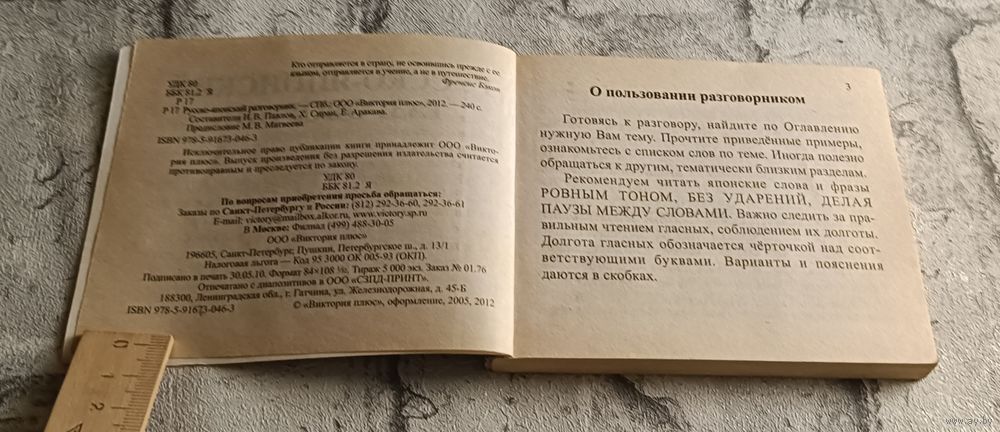 Кто отправляется в страну, не освоившись прежде с ее
языком, отправляется в учение, а не в путешествие.
Френсис Бэкон
УДК 80
ББК 81.2 Я
Р 17
Р 17 Русско-японский разговорник. — СПб.: ООО «Виктория плюс», 2012. — 240 с.
Составители И. В. Павлов, Х. Сиран, Е. Аракава.
Предисловие М. В. Матвеева
ISBN 978-5-91673-046-3
Исключительное право публикации книги принадлежит ООО «Викто-
рия плюс». Выпуск произведения без разрешения издательства считается
противоправным и преследуется по закону.
УДК 80
ББК 81.2 Я
По вопросам приобретения просьба обращаться:
Заказы по Санкт-Петербургу и России: (812) 292-36-60, 292-36-61
E-mail: victory@mailbox.alkor.ru, www.victory.sp.ru
В Москве: Филиал (499) 488-30-05
ООО «Виктория плюс»
196605, Санкт-Петербург, Пушкин, Петербургское ш., д. 13/1
Налоговая льгота — Код 95 3000 ОК 005-93 (ОКП).
Подписано в печать 30.05.10. Формат 84×108 ¹⁄₆₄. Тираж 5 000 экз. Заказ № 01.76
Отпечатано с диапозитивов в ООО «СЗПД-ПРИНТ».
188300, Ленинградская обл., г. Гатчина, ул. Железнодорожная, д. 45-Б
ISBN 978-5-91673-046-3
© «Виктория плюс», оформление, 2005, 2012
3
О пользовании разговорником
Готовясь к разговору, найдите по Оглавлению
нужную Вам тему. Прочтите приведённые примеры,
ознакомьтесь с списком слов по теме. Иногда полезно
обращаться к другим, тематически близким разделам.
Рекомендуем читать японские слова и фразы
РОВНЫМ ТОНОМ, БЕЗ УДАРЕНИЙ, ДЕЛАЯ
ПАУЗЫ МЕЖДУ СЛОВАМИ. Важно следить за пра-
вильным чтением гласных, соблюдением их долготы.
Долгота гласных обозначается чёрточкой над соот-
ветствующими буквами. Варианты и пояснения
даются в скобках.
0
1
2
www.ay.by